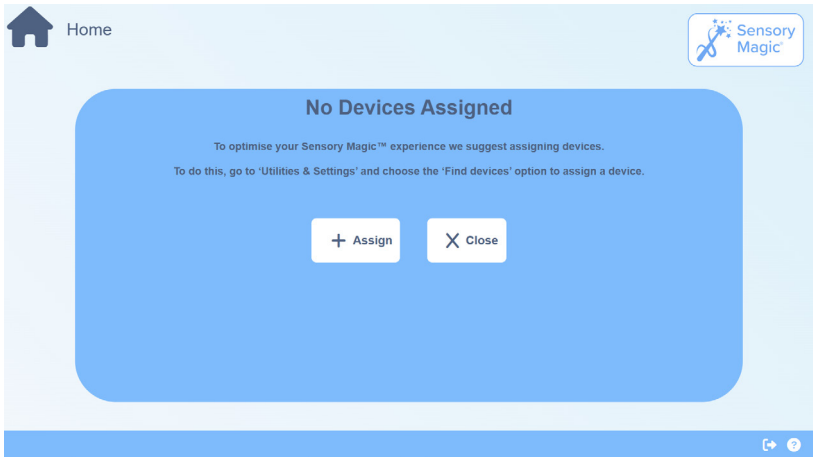 Home
Sensory
Magic
No Devices Assigned
To optimise your Sensory Magic™ experience we suggest assigning devices.
To do this, go to ‘Utilities & Settings’ and choose the ‘Find devices’ option to assign a device.
+ Assign
X Close
?